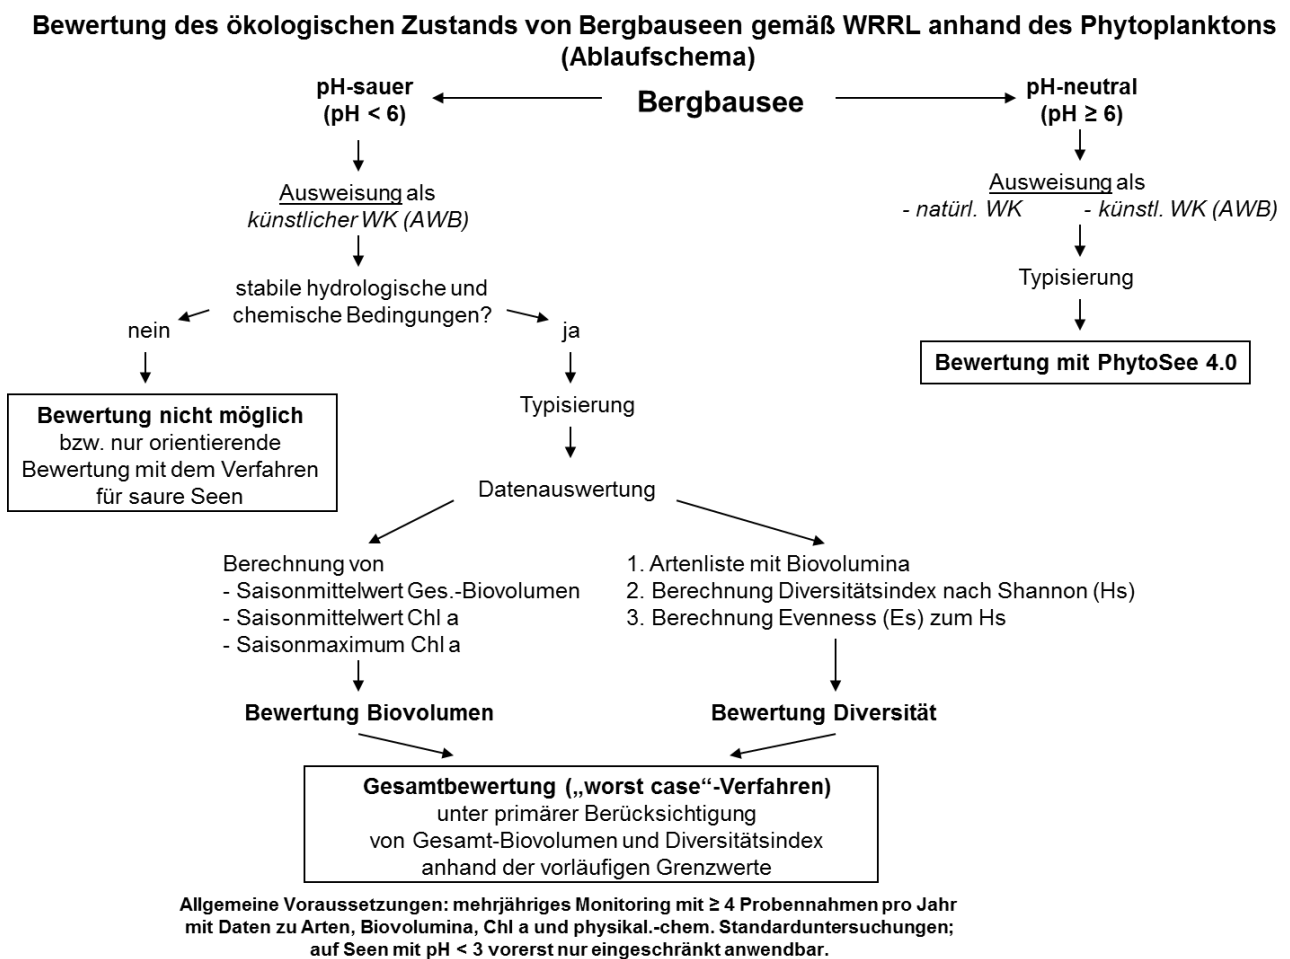 Bewertung des ökologischen Zustands von Bergbauseen gemäß WRRL anhand des Phytoplanktons
(Ablaufschema)
Bergbausee
pH-sauer
(pH < 6)
Ausweisung als
künstlicher WK (AWB)
stabile hydrologische und
chemische Bedingungen?
nein
Bewertung nicht möglich
bzw. nur orientierende
Bewertung mit dem Verfahren
für saure Seen
ja
Typisierung
Datenauswertung
Berechnung von
- Saisonmittelwert Ges.-Biovolumen
- Saisonmittelwert Chl a
- Saisonmaximum Chl a
Bewertung Biovolumen
1. Artenliste mit Biovolumina
2. Berechnung Diversitätsindex nach Shannon (Hs)
3. Berechnung Evenness (Es) zum Hs
Bewertung Diversität
Gesamtbewertung („worst case“-Verfahren)
unter primärer Berücksichtigung
von Gesamt-Biovolumen und Diversitätsindex
anhand der vorläufigen Grenzwerte
pH-neutral
(pH ≥ 6)
Ausweisung als
- natürl. WK - künstl. WK (AWB)
Typisierung
Bewertung mit PhytoSee 4.0
Allgemeine Voraussetzungen: mehrjähriges Monitoring mit ≥ 4 Probennahmen pro Jahr
mit Daten zu Arten, Biovolumina, Chl a und physikal.-chem. Standarduntersuchungen;
auf Seen mit pH < 3 vorerst nur eingeschränkt anwendbar.